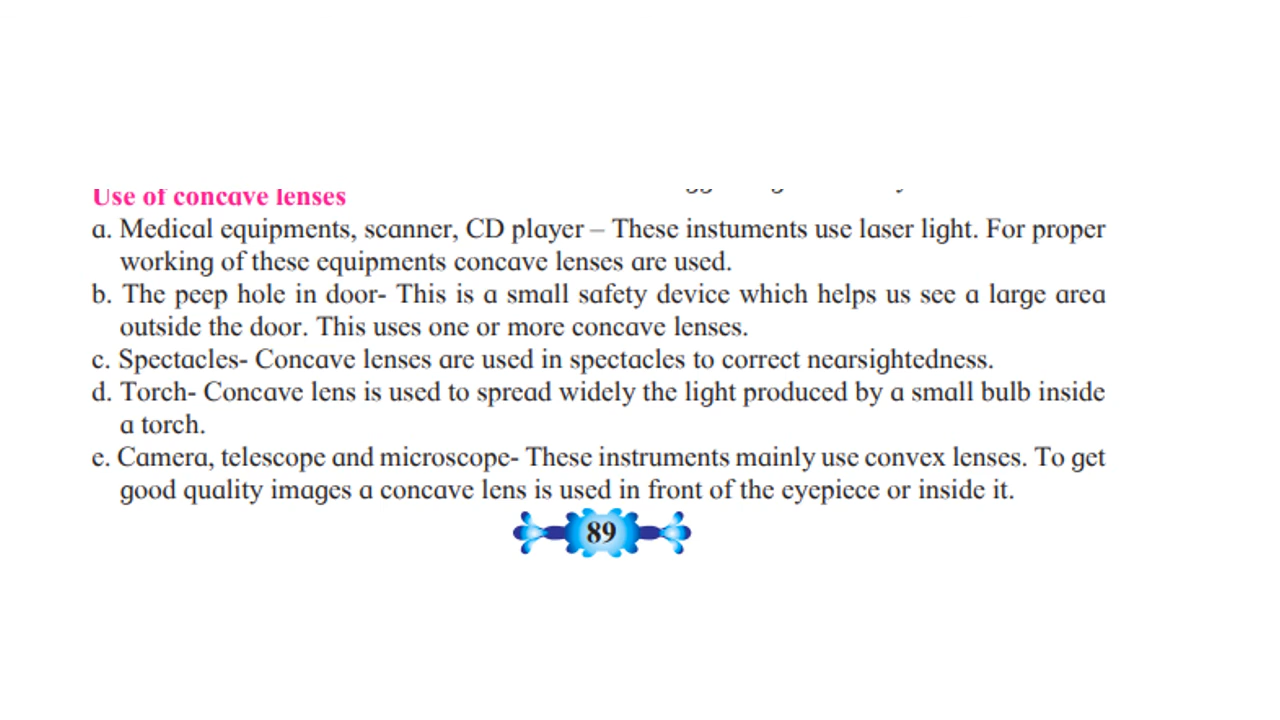 Use of concave lenses
a. Medical equipments, scanner, CD player – These instuments use laser light. For proper
working of these equipments concave lenses are used.
b. The peep hole in door- This is a small safety device which helps us see a large area
outside the door. This uses one or more concave lenses.
c. Spectacles- Concave lenses are used in spectacles to correct nearsightedness.
d. Torch- Concave lens is used to spread widely the light produced by a small bulb inside
a torch.
e. Camera, telescope and microscope- These instruments mainly use convex lenses. To get
good quality images a concave lens is used in front of the eyepiece or inside it.
89